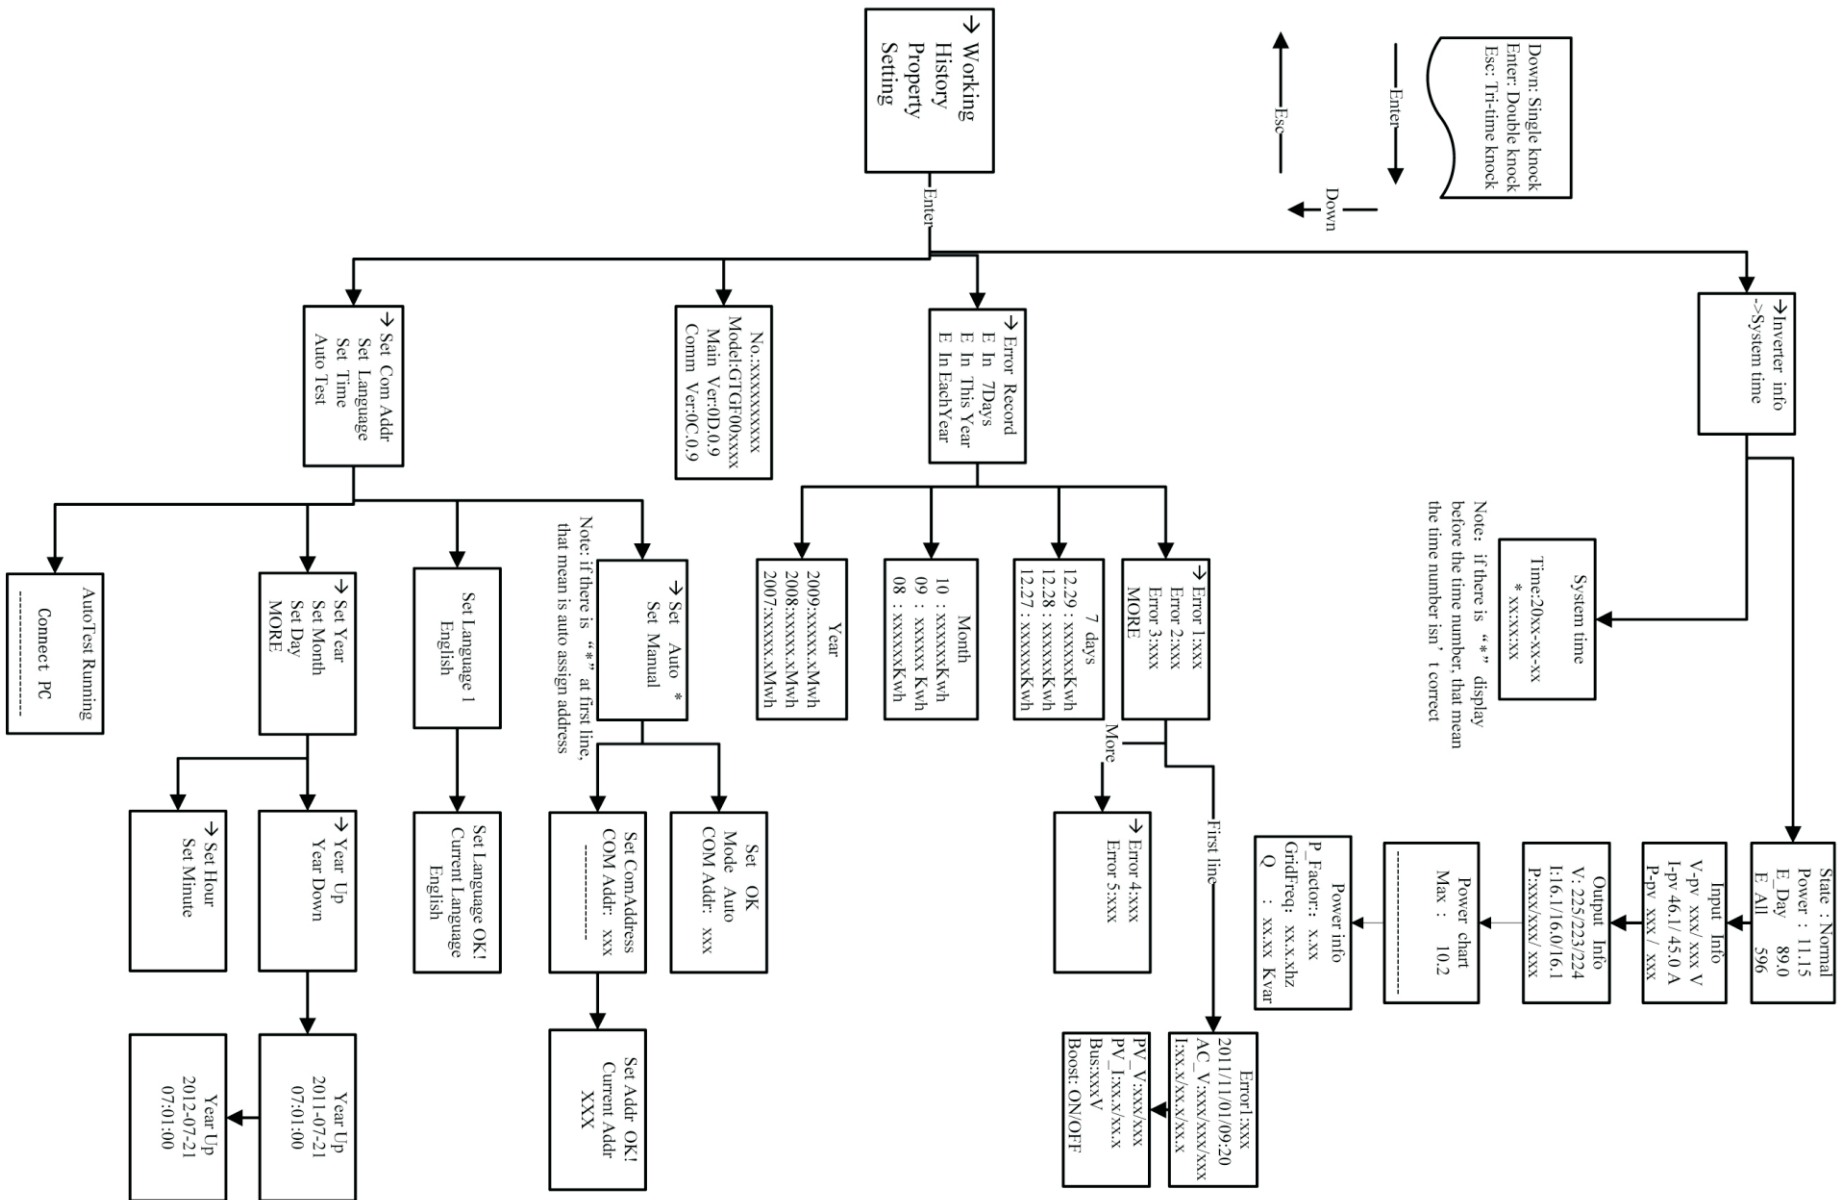 Down: Single knock
Enter: Double knock
Esc: Tri-time knock
Enter
Esc
Down
→ Working
History
Property
Setting
Enter
→Inverter info
->System time
State : Normal
Power : 11.15
E_Day 89.0
E_All 596
Input Info
V-pv xxx/ xxx V
I-pv 46.1/ 45.0 A
P-pv xxx / xxx
Output Info
V: 225/223/224
I:16.1/16.0/16.1
P:xxx/xxx/ xxx
Power chart
Max : 10.2
--------------------
Power info
P_Factor:: x.xx
GridFreq: xx.x.xhz
Q : xx.xx Kvar
System time
Time:20xx-xx-xx
* xx:xx:xx
Note: if there is “*” display
before the time number, that mean
the time number isn’t correct
→ Error Record
E In 7Days
E In This Year
E In EachYear
→ Error 1:xxx
Error 2:xxx
Error 3:xxx
MORE
First line
More
Error1:xxx
2011/11/01/09:20
AC_V:xxx/xxx/xxx
I:xx.x/xx.x/xx.x
PV_V:xxx/xxx
PV_I:xx.x/xx.x
Bus:xxxV
Boost: ON/OFF
→ Error 4:xxx
Error 5:xxx
7 days
12.29 : xxxxxxKwh
12.28 : xxxxxxKwh
12.27 : xxxxxxKwh
Month
10 : xxxxxxKwh
09 : xxxxxx Kwh
08 : xxxxxxKwh
Year
2009:xxxxx.xMwh
2008:xxxxx.xMwh
2007:xxxxx.xMwh
No.:xxxxxxxxxx
Model:GTGF00xxxx
Main Ver:0D.0.9
Comm Ver:0C.0.9
→ Set Com Addr
Set Language
Set Time
Auto Test
→ Set Auto *
Set Manual
Note: if there is “*” at first line,
that mean is auto assign address
Set OK
Mode Auto
COM Addr: xxx
Set ComAddress
COM Addr: xxx
---------------
Set Addr OK!
Current Addr
XXX
Set Language 1
English
Set Language OK!
Current Language
English
→ Set Year
Set Month
Set Day
MORE
→ Year Up
Year Down
Year Up
2011-07-21
07:01:00
Year Up
2012-07-21
07:01:00
→ Set Hour
Set Minute
AutoTest Running
Connect PC
------------------